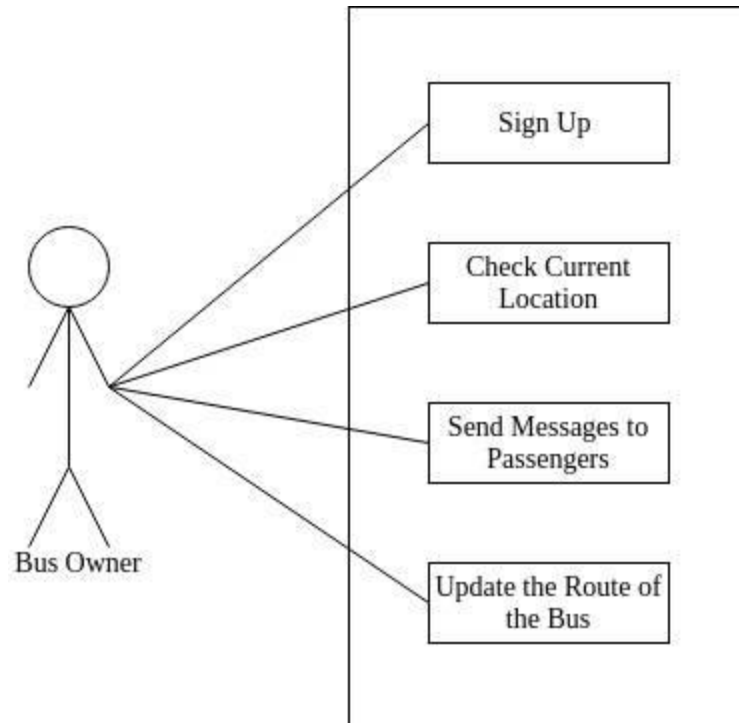 Sign Up
Check Current
Location
Send Messages to
Passengers
Bus Owner
Update the Route of
the Bus